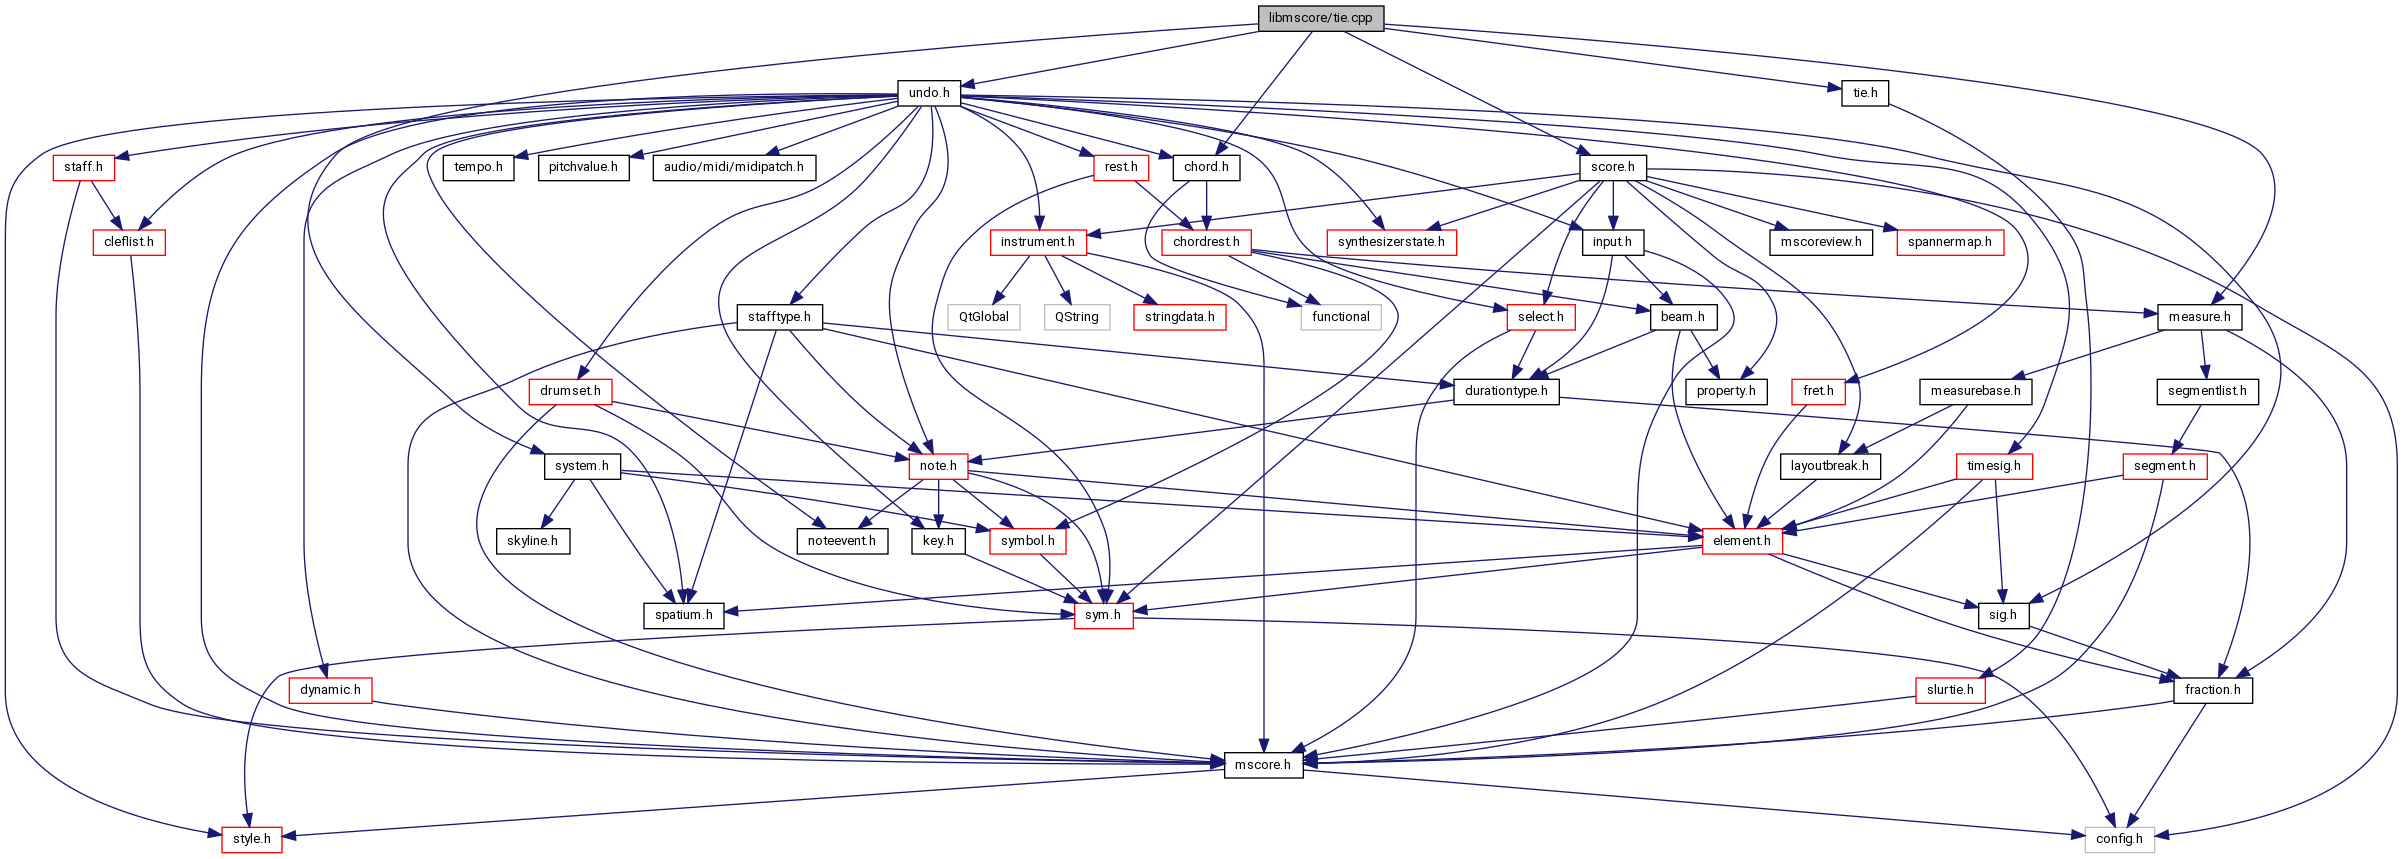 libmscore/tie.cpp
undo.h
tie.h
staff.h
tempo.h
pitchvalue.h
audio/midi/midipatch.h
rest.h
chord.h
score.h
cleflist.h
instrument.h
chordrest.h
synthesizerstate.h
input.h
mscoreview.h
spannermap.h
stafftype.h
QtGlobal
QString
stringdata.h
functional
select.h
beam.h
measure.h
drumset.h
durationtype.h
property.h
fret.h
measurebase.h
segmentlist.h
system.h
note.h
layoutbreak.h
timesig.h
segment.h
skyline.h
noteevent.h
key.h
symbol.h
element.h
spatium.h
sym.h
sig.h
dynamic.h
slurtie.h
fraction.h
mscore.h
style.h
config.h